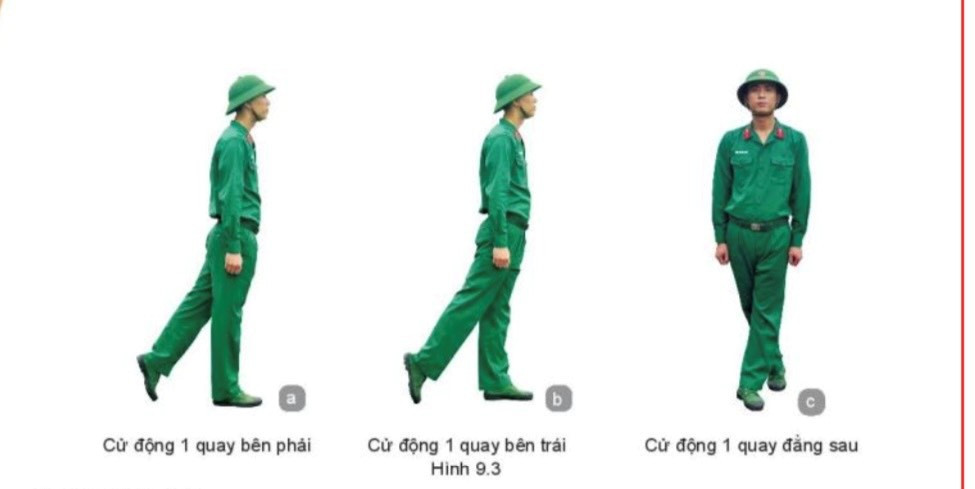 a
b
c
Cử động 1 quay bên phải
Cử động 1 quay bên trái
Cử động 1 quay đằng sau
Hình 9.3